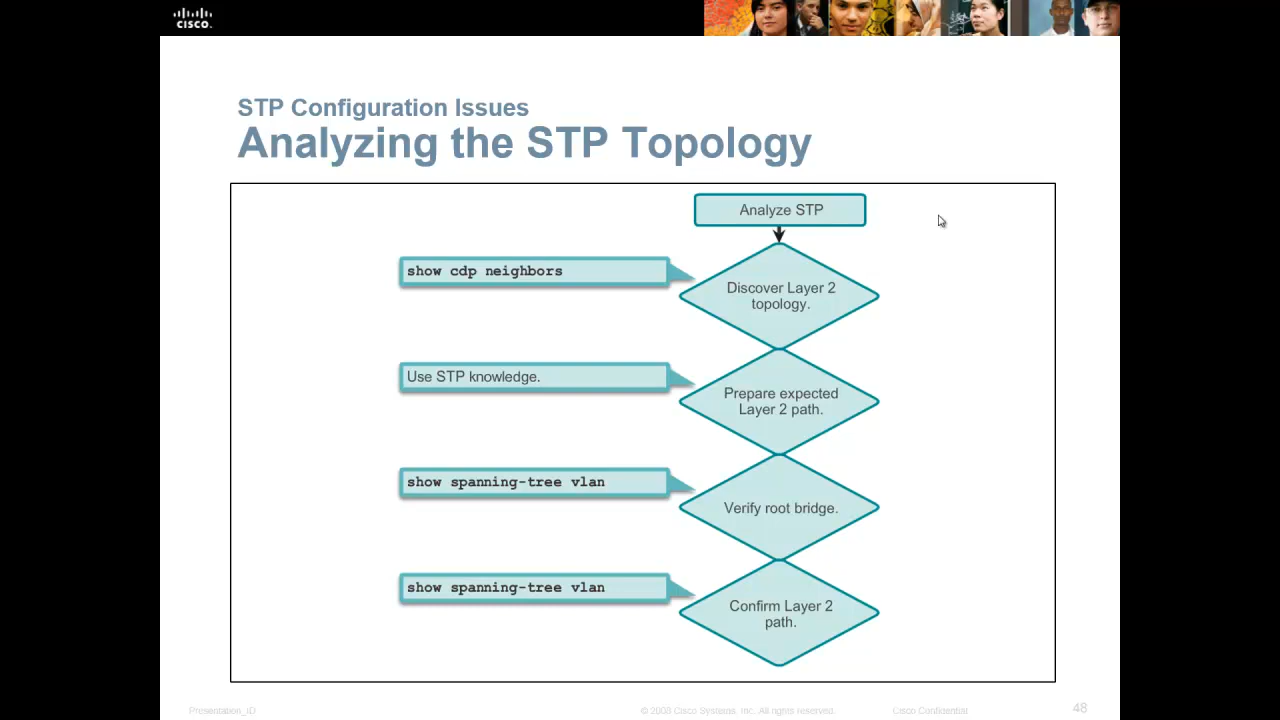 CISCO
STP Configuration Issues
Analyzing the STP Topology
Analyze STP
show cdp neighbors
Discover Layer 2
topology.
Use STP knowledge.
Prepare expected
Layer 2 path.
show spanning-tree vlan
Verify root bridge.
show spanning-tree vlan
Confirm Layer 2
path.
Presentation_ID
© 2008 Cisco Systems, Inc. All rights reserved.
Cisco Confidential
48